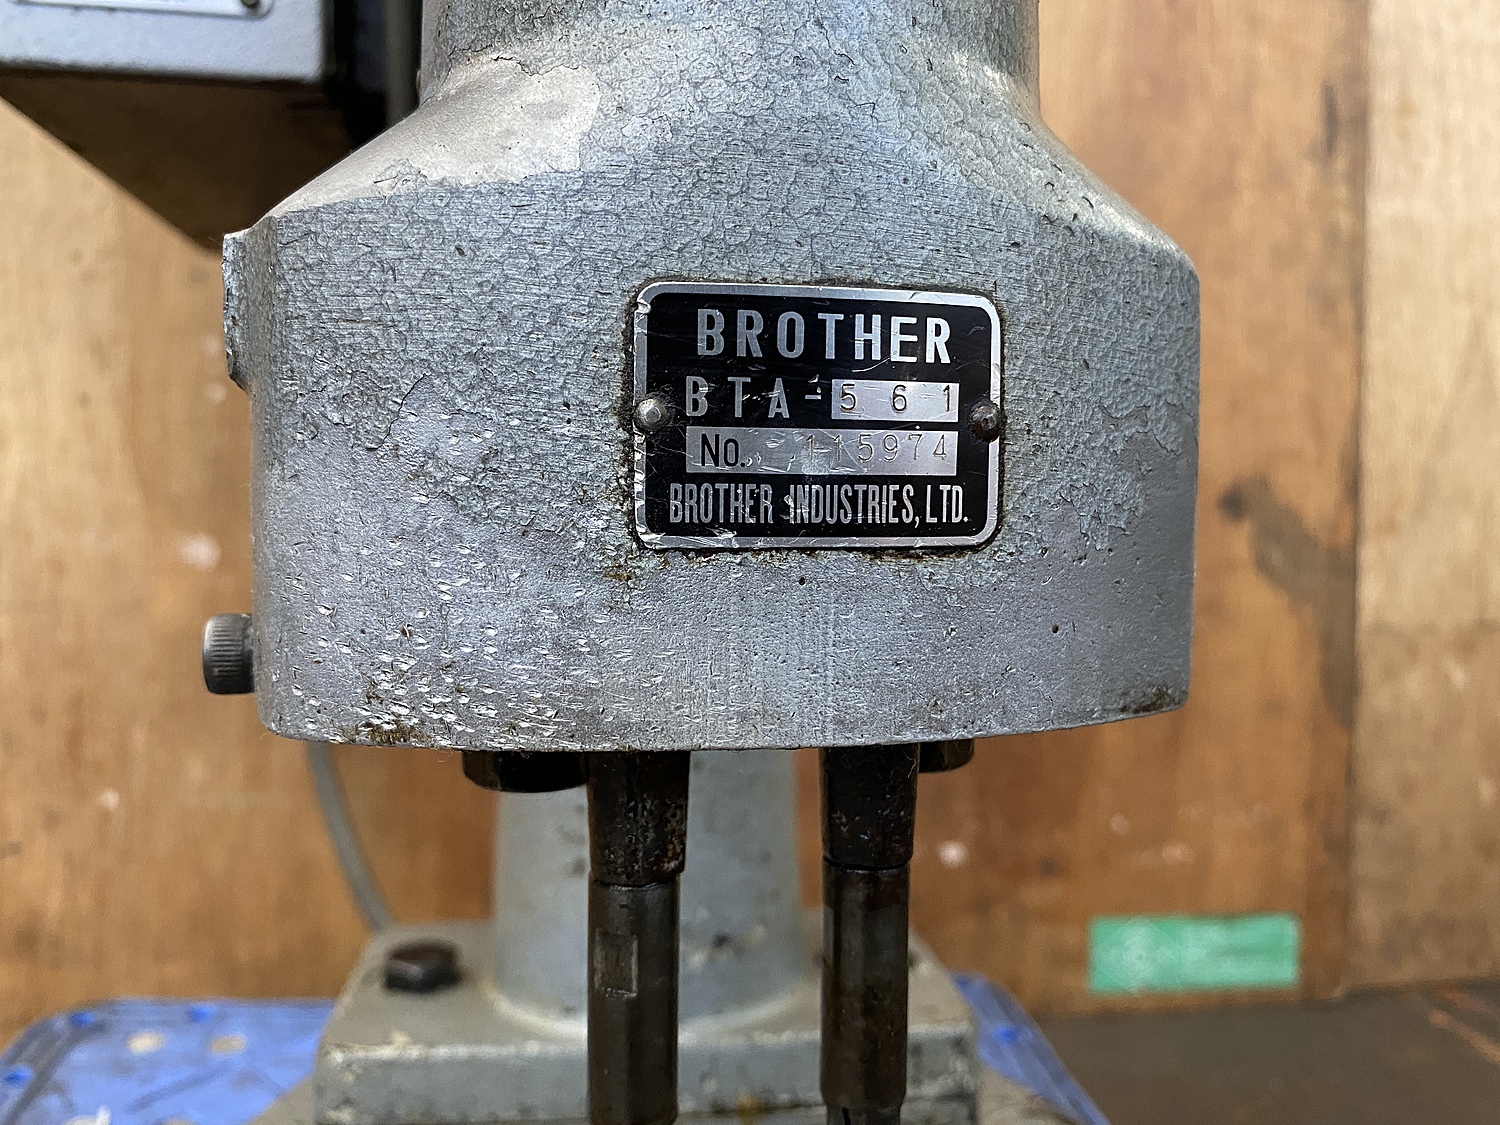 BROTHER
BTA-561
No. 115974
BROTHER INDUSTRIES, LTD.